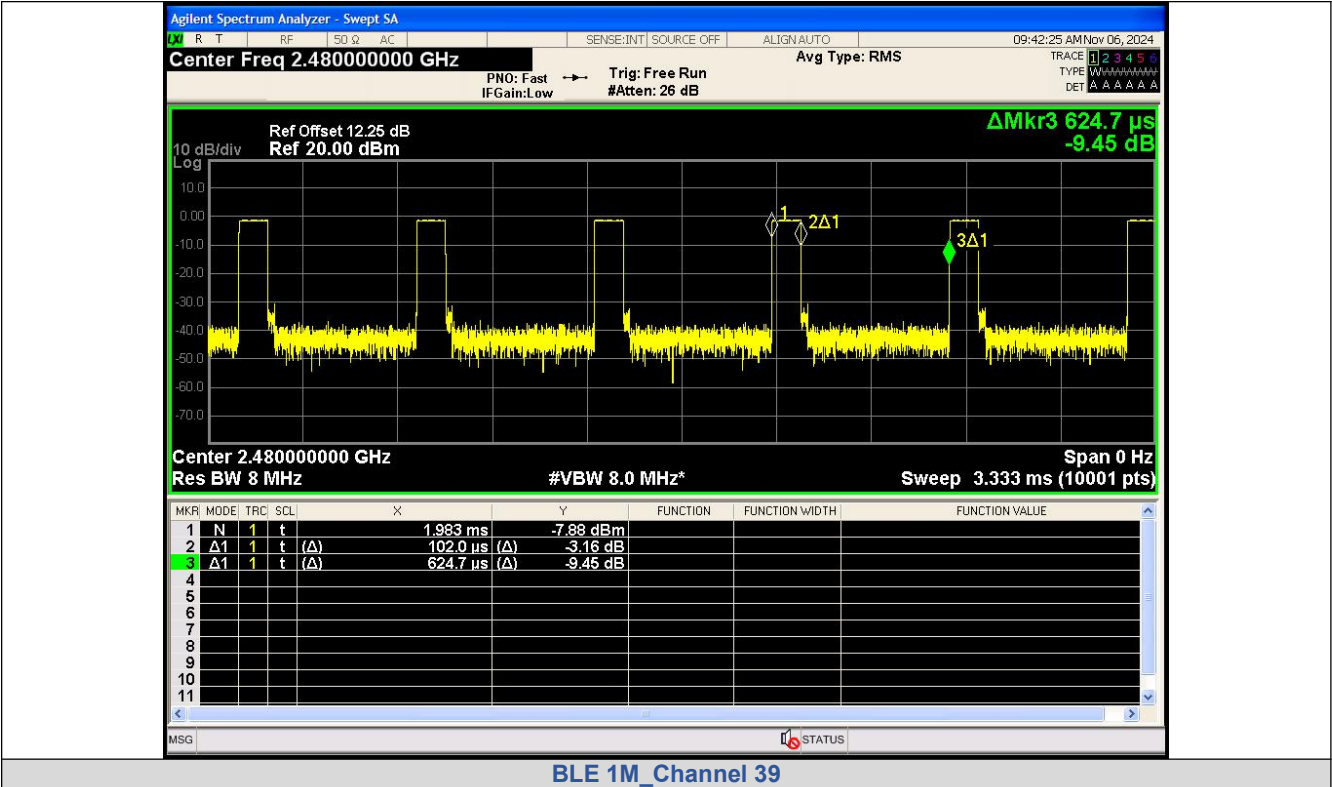 Agilent Spectrum Analyzer - Swept SA
LXI R T RF 50 Ω AC SENSE:INT SOURCE OFF ALIGN AUTO 09:42:25 AM Nov 06, 2024
Center Freq 2.480000000 GHz Avg Type: RMS TRACE 1 2 3 4 5 6
PNO: Fast Trig: Free Run TYPE W
IFGain:Low #Atten: 26 dB DET A A A A A A
ΔMkr3 624.7 µs
-9.45 dB
Ref Offset 12.25 dB
10 dB/div Ref 20.00 dBm
Log
10.0
0.00
-10.0
-20.0
-30.0
-40.0
-50.0
-60.0
-70.0
1
2Δ1
3Δ1
Center 2.480000000 GHz Span 0 Hz
Res BW 8 MHz #VBW 8.0 MHz* Sweep 3.333 ms (10001 pts)
MKR MODE TRC SCL X Y FUNCTION FUNCTION WIDTH FUNCTION VALUE
1 N 1 t 1.983 ms -7.88 dBm
2 Δ1 1 t (Δ) 102.0 µs (Δ) -3.16 dB
3 Δ1 1 t (Δ) 624.7 µs (Δ) -9.45 dB
4
5
6
7
8
9
10
11
MSG STATUS
BLE 1M_Channel 39